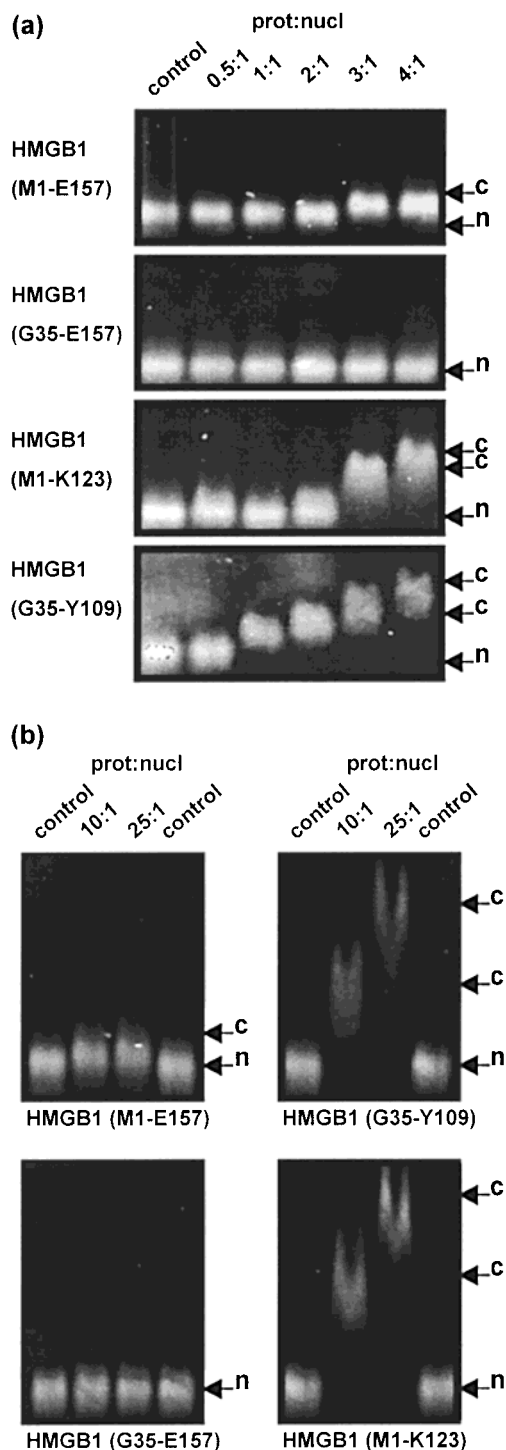 (a)
prot:nucl
control 0.5:1 1:1 2:1 3:1 4:1
HMGB1
(M1-E157)
c
n
HMGB1
(G35-E157)
n
HMGB1
(M1-K123)
c
c
n
HMGB1
(G35-Y109)
c
c
n
(b)
prot:nucl prot:nucl
control 10:1 25:1 control control 10:1 25:1 control
c
c
c
n
n
HMGB1 (M1-E157) HMGB1 (G35-Y109)
c
c
n
n
HMGB1 (G35-E157) HMGB1 (M1-K123)